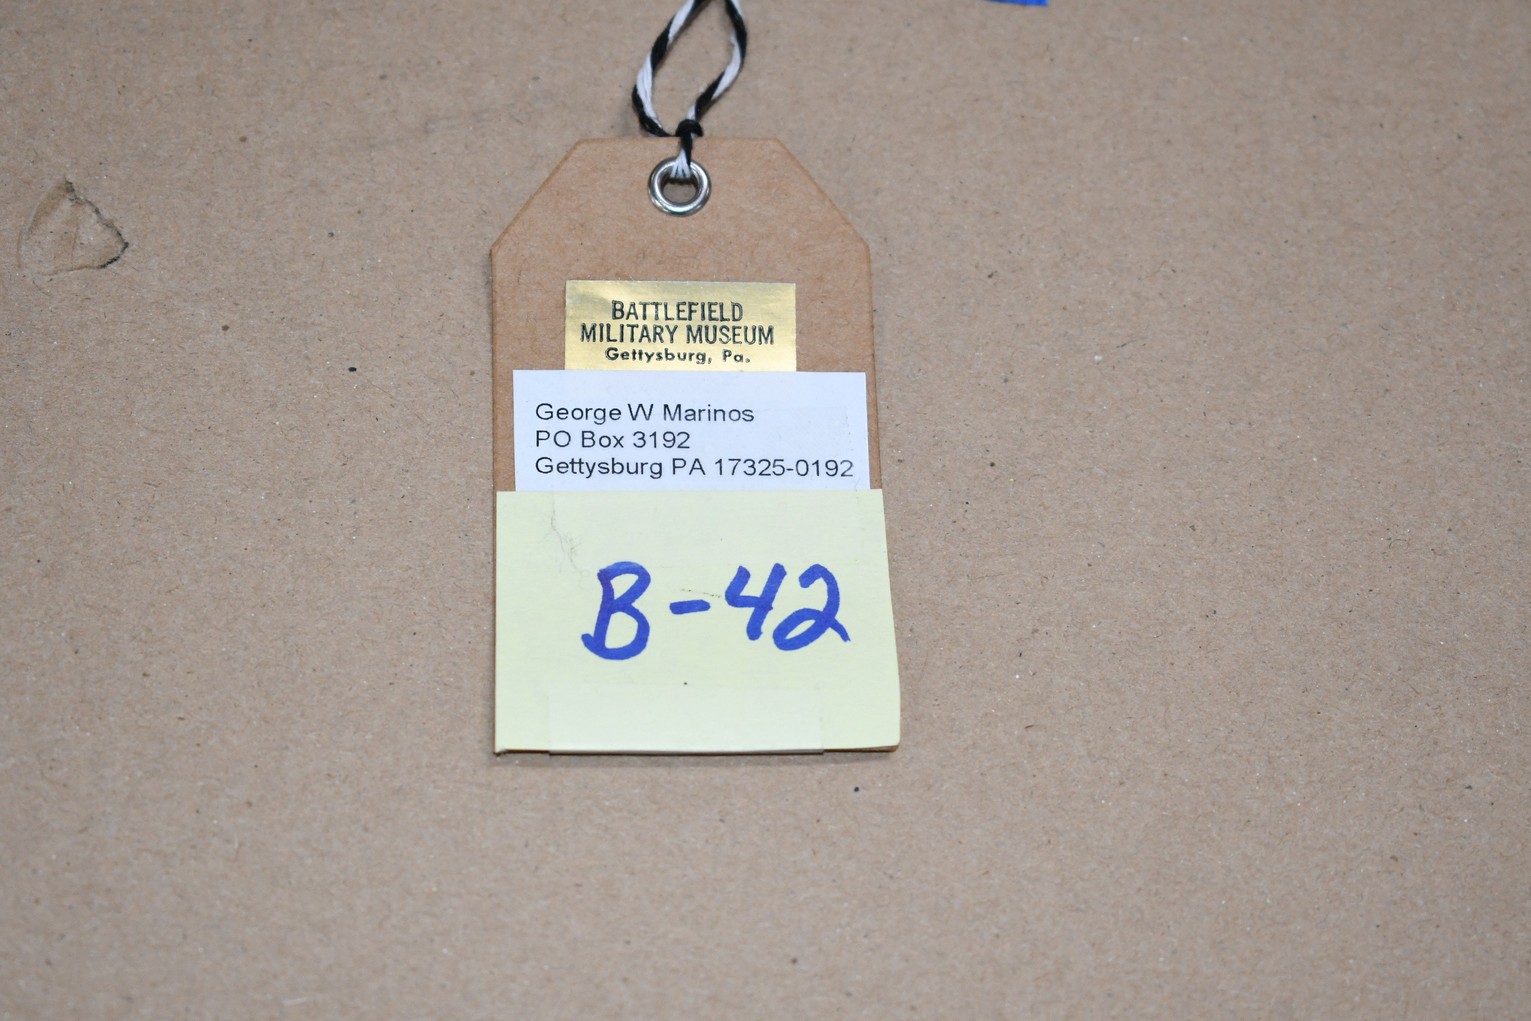 BATTLEFIELD
MILITARY MUSEUM
Gettysburg, Pa.
George W Marinos
PO Box 3192
Gettysburg PA 17325-0192
B-42